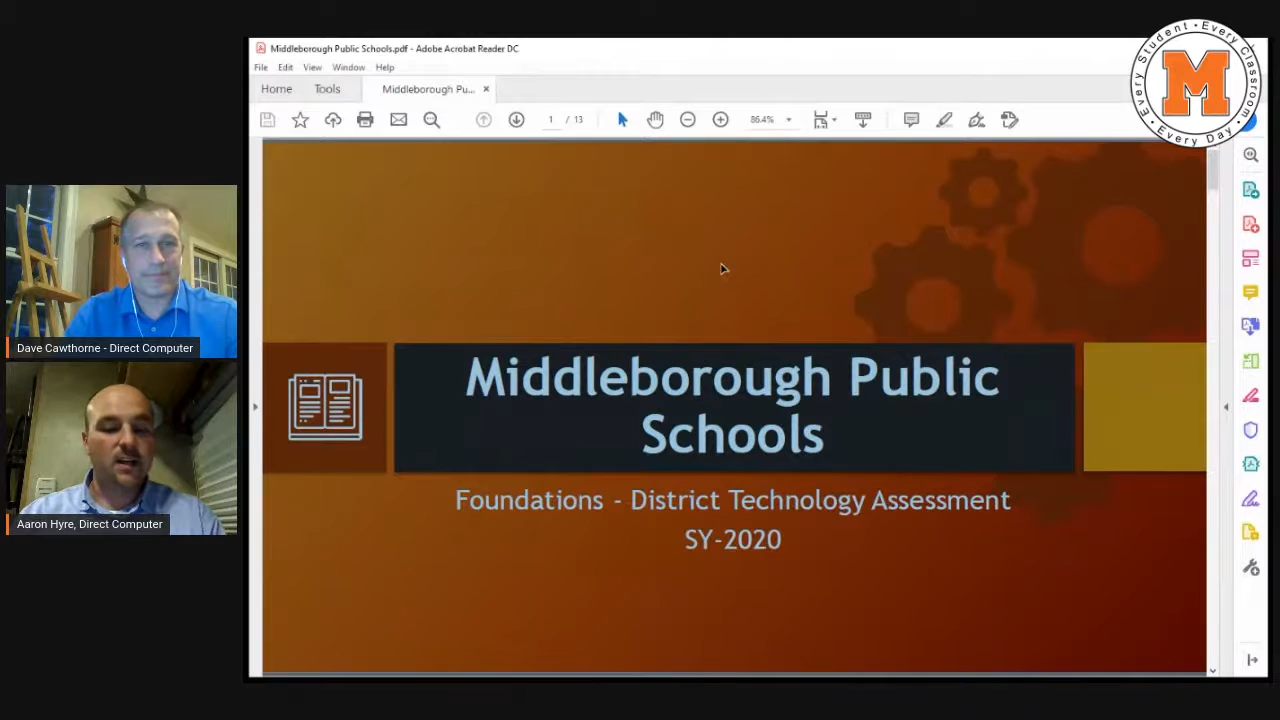 Middleborough Public Schools.pdf - Adobe Acrobat Reader DC
File Edit View Window Help
Home Tools Middleborough Pu... ×
1 / 13 86.4%
Every Student • Every Classroom • Every Day •
M
Middleborough Public
Schools
Foundations - District Technology Assessment
SY-2020
Dave Cawthorne - Direct Computer
Aaron Hyre, Direct Computer